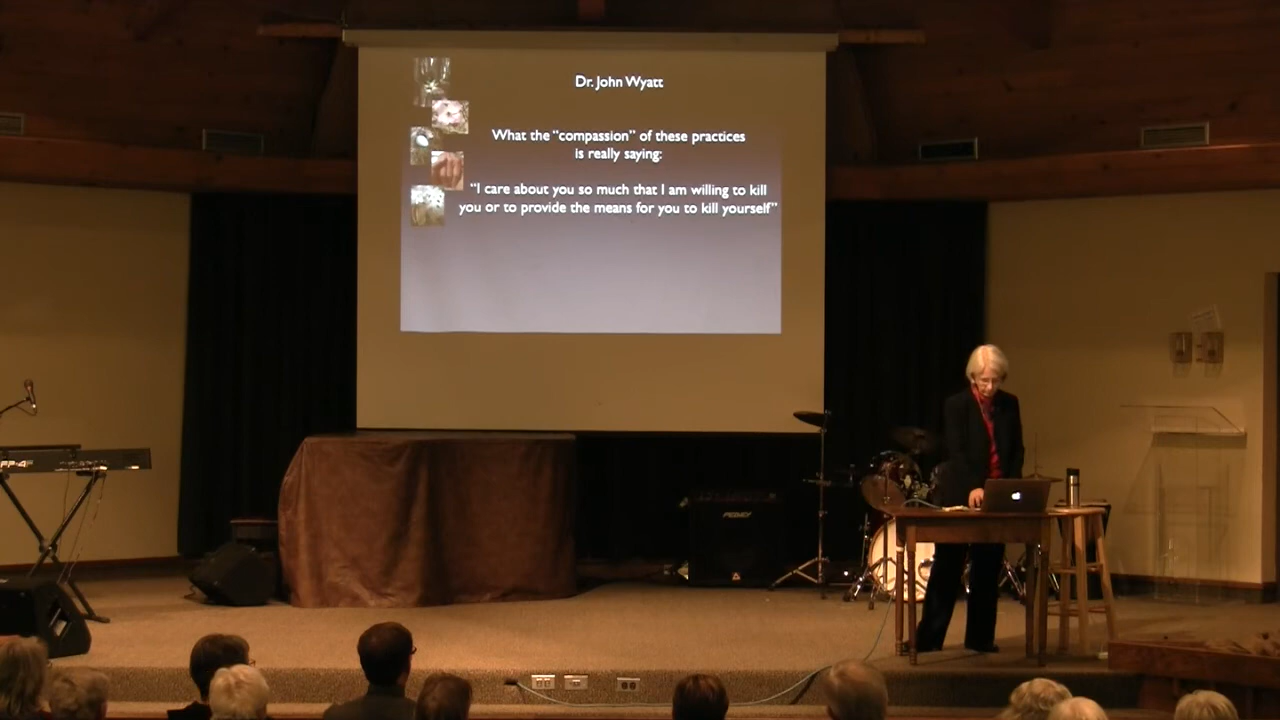 Dr. John Wyatt
What the “compassion” of these practices
is really saying:
“I care about you so much that I am willing to kill
you or to provide the means for you to kill yourself”
PEAVEY